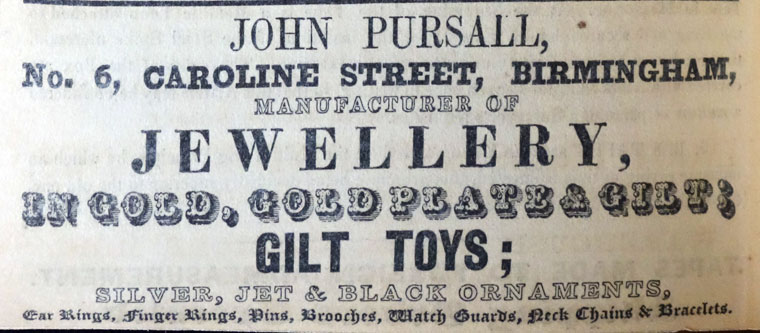 JOHN PURSALL,
No. 6, CAROLINE STREET, BIRMINGHAM,
MANUFACTURER OF
JEWELLERY,
IN GOLD, GOLD PLATE & GILT;
GILT TOYS;
SILVER, JET & BLACK ORNAMENTS,
Ear Rings, Finger Rings, Pins, Brooches, Watch Guards, Neck Chains & Bracelets.